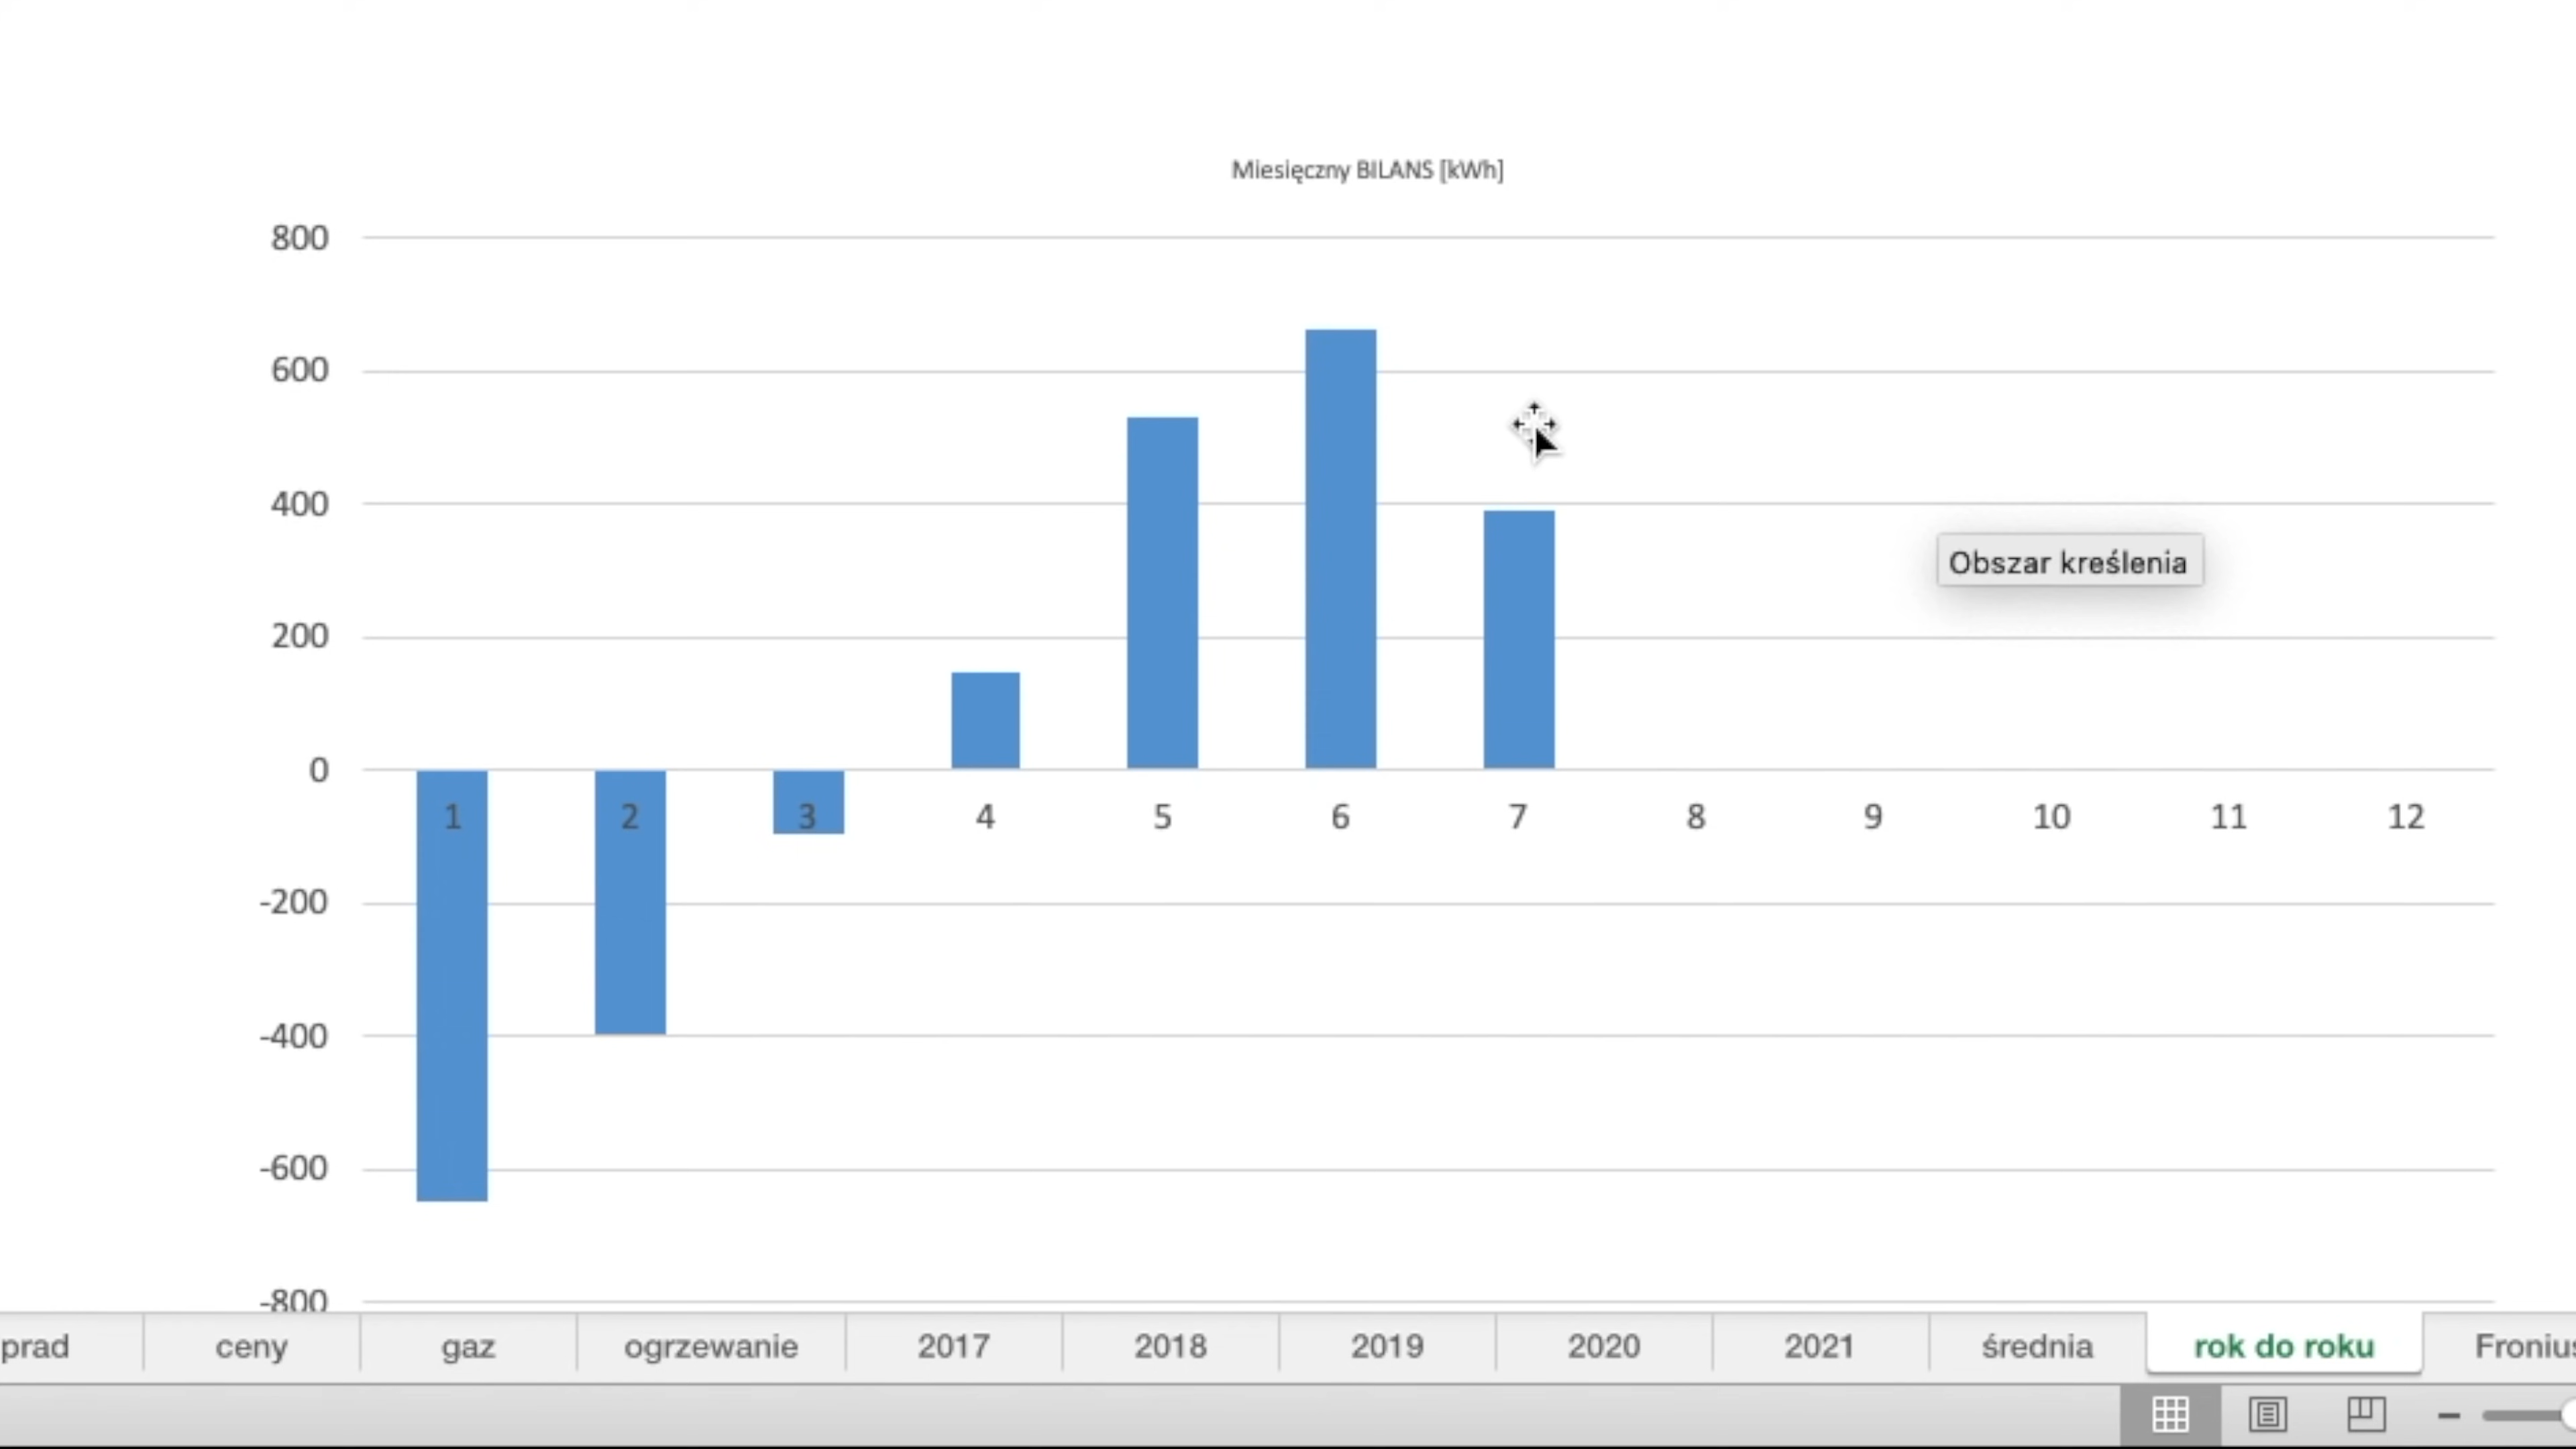 Miesięczny BILANS [kWh]
800
600
400
Obszar kreślenia
200
0
1 2 3 4 5 6 7 8 9 10 11 12
-200
-400
-600
-800
prad ceny gaz ogrzewanie 2017 2018 2019 2020 2021 średnia rok do roku Fronius